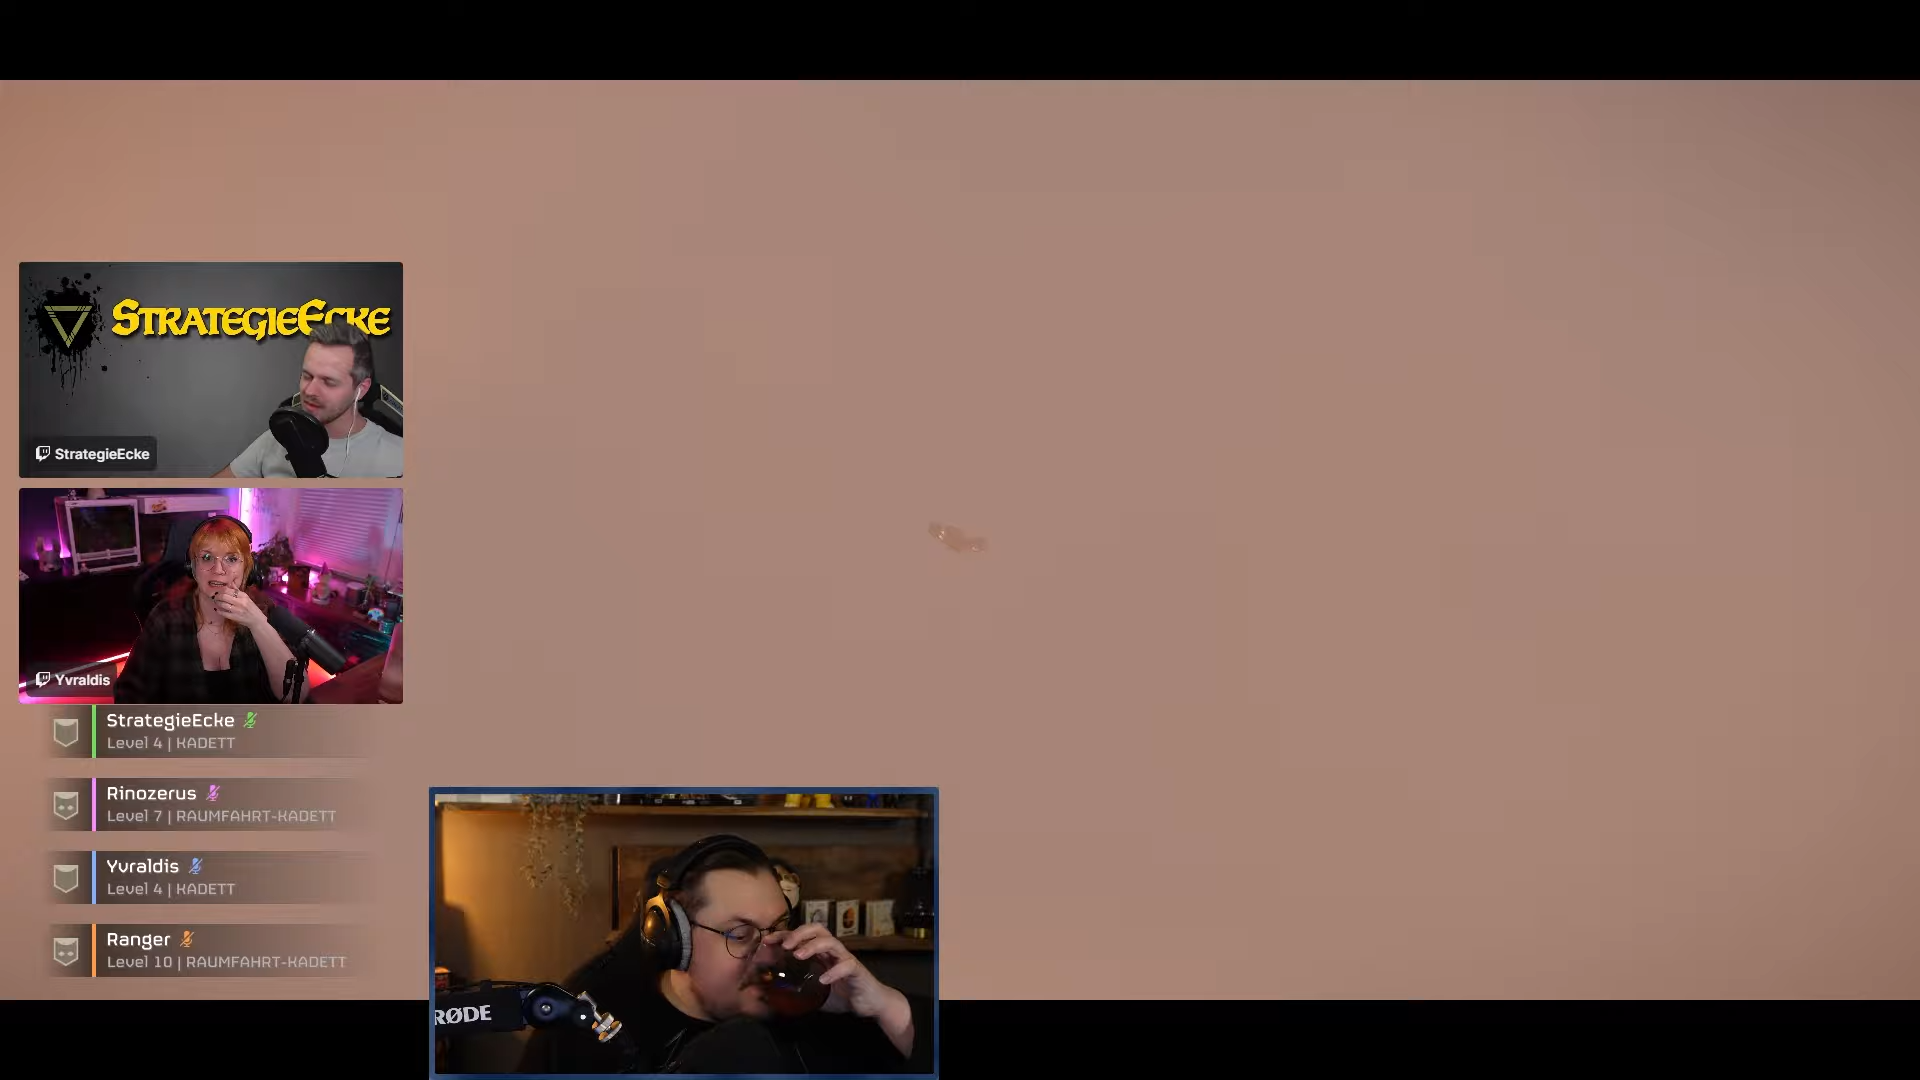 STRATEGIEECKE
StrategieEcke
Yvraldis
StrategieEcke
Level 4 | KADETT
Rinozerus
Level 7 | RAUMFAHRT-KADETT
Yvraldis
Level 4 | KADETT
Ranger
Level 10 | RAUMFAHRT-KADETT
RØDE